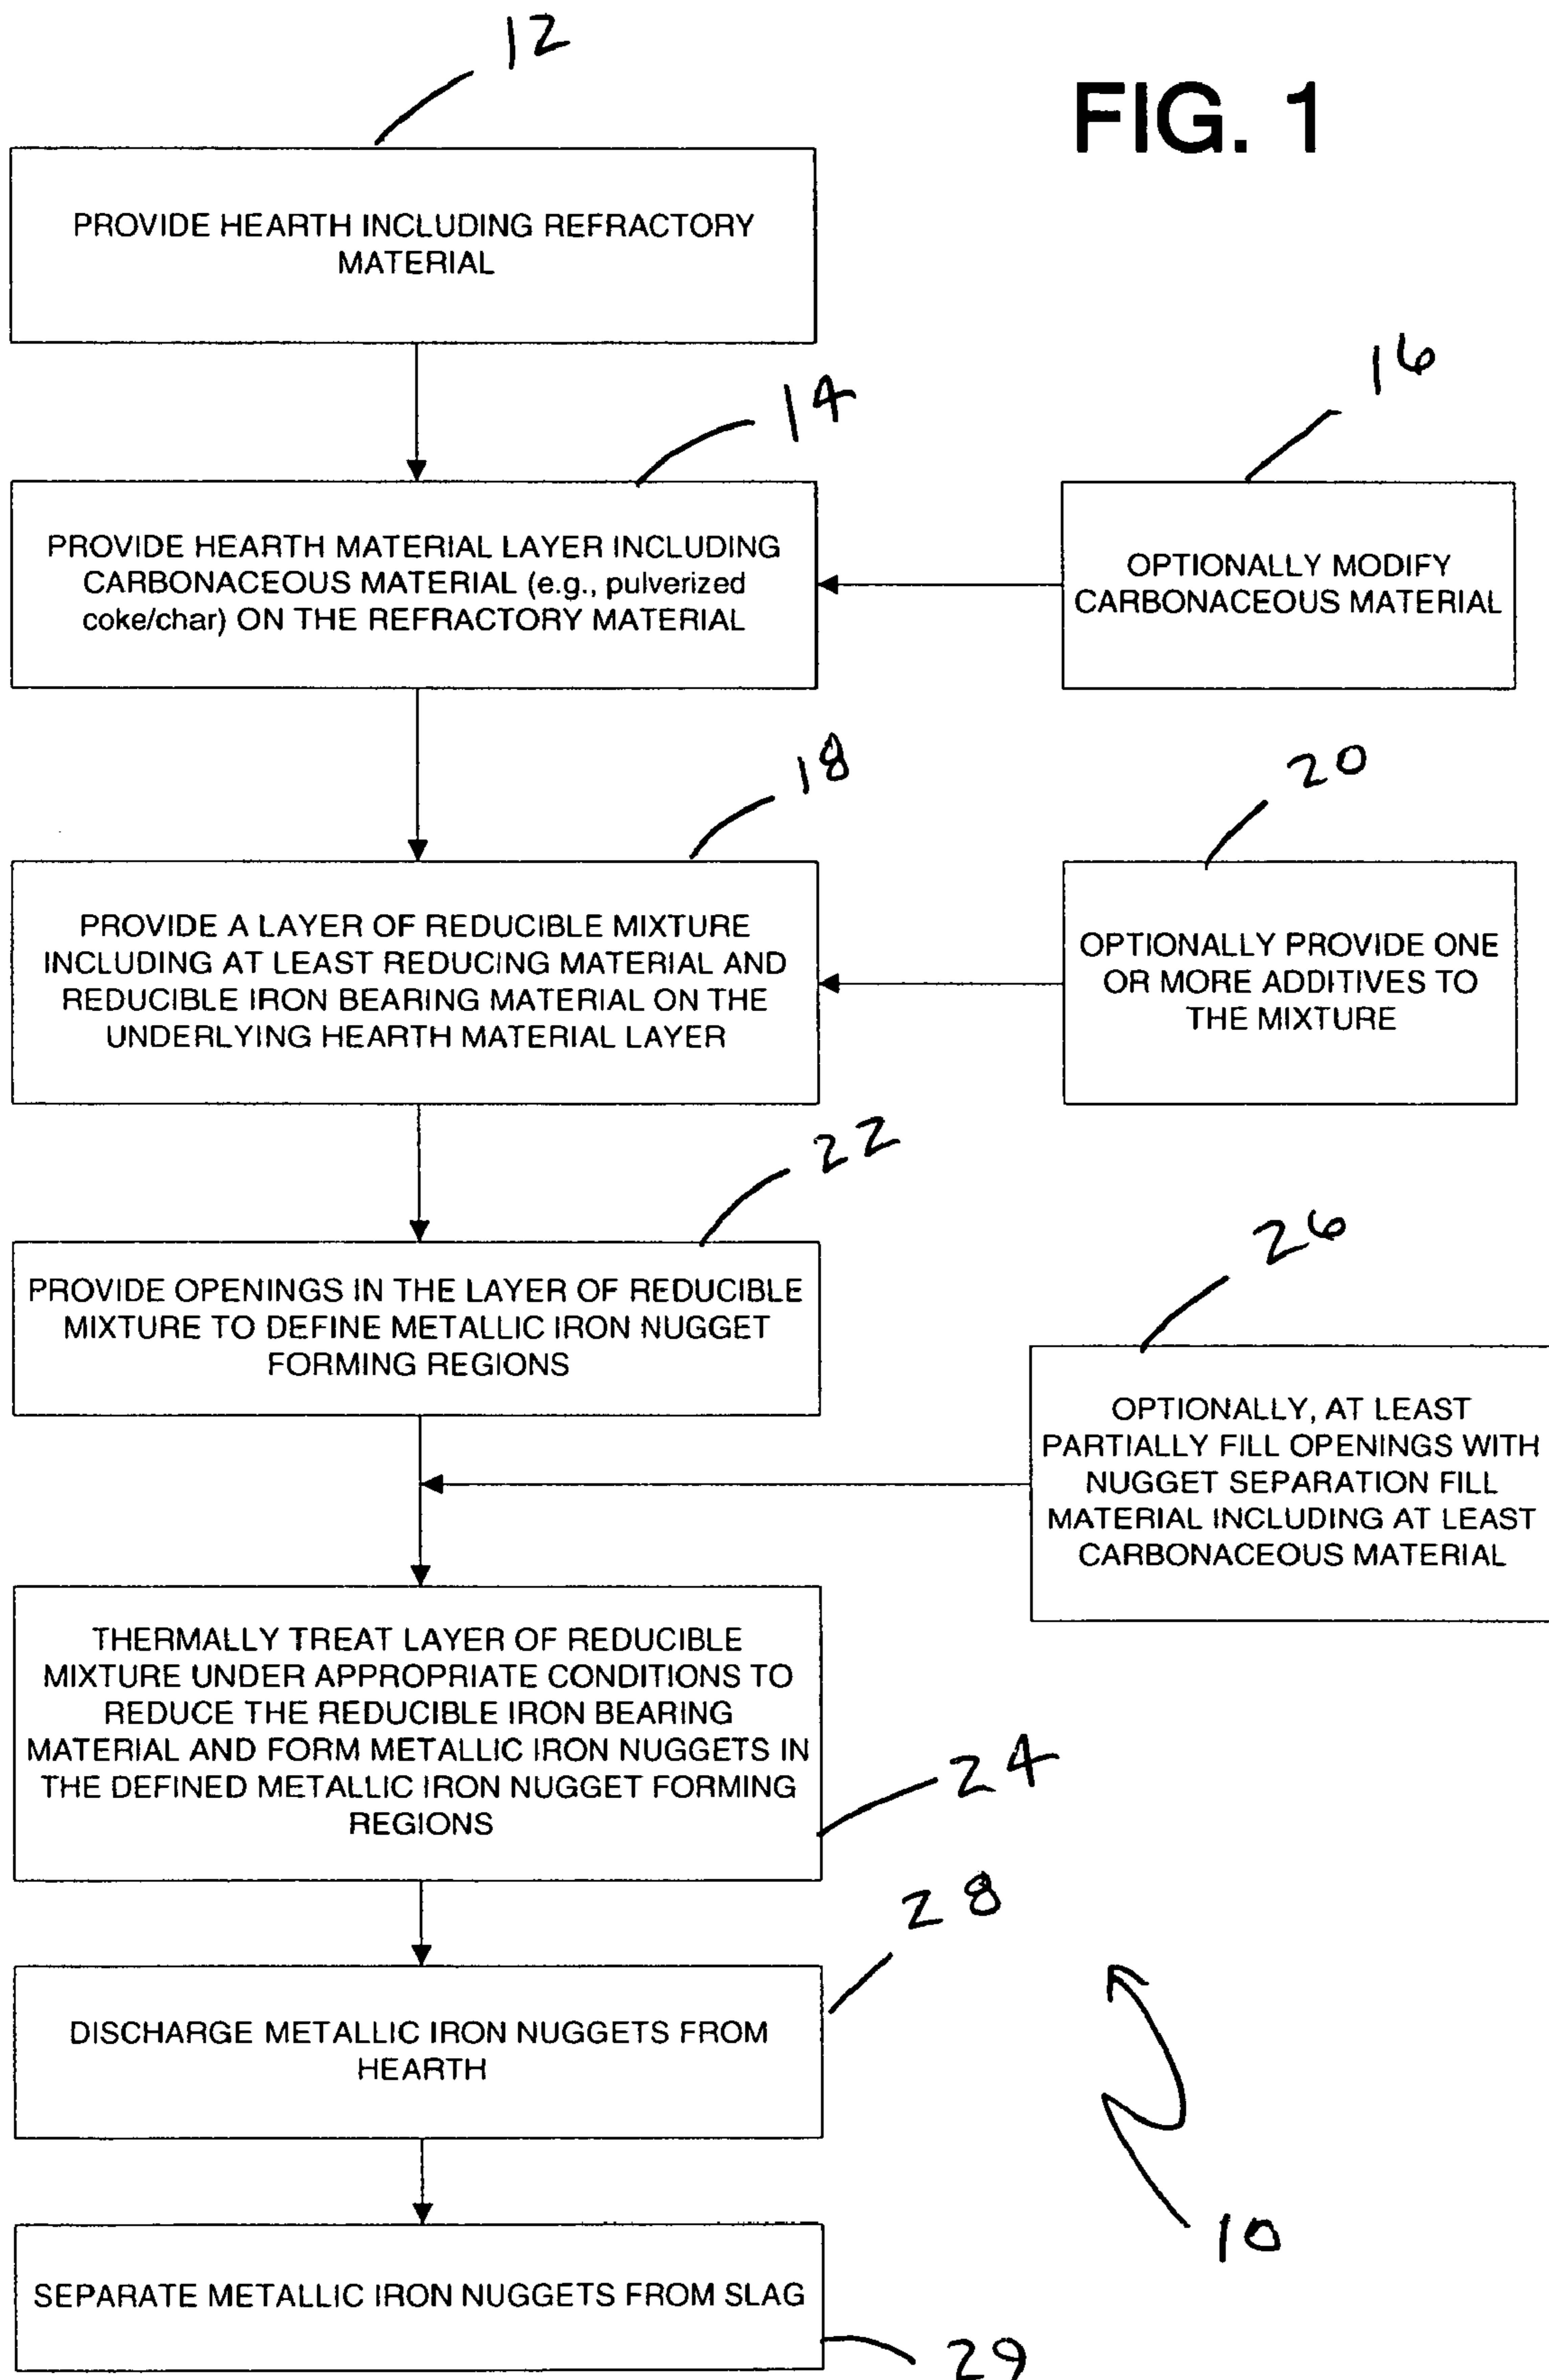 12
FIG. 1
PROVIDE HEARTH INCLUDING REFRACTORY
MATERIAL
16
14
PROVIDE HEARTH MATERIAL LAYER INCLUDING
CARBONACEOUS MATERIAL (e.g., pulverized
coke/char) ON THE REFRACTORY MATERIAL
OPTIONALLY MODIFY
CARBONACEOUS MATERIAL
18
20
PROVIDE A LAYER OF REDUCIBLE MIXTURE
INCLUDING AT LEAST REDUCING MATERIAL AND
REDUCIBLE IRON BEARING MATERIAL ON THE
UNDERLYING HEARTH MATERIAL LAYER
OPTIONALLY PROVIDE ONE
OR MORE ADDITIVES TO
THE MIXTURE
22
PROVIDE OPENINGS IN THE LAYER OF REDUCIBLE
MIXTURE TO DEFINE METALLIC IRON NUGGET
FORMING REGIONS
26
OPTIONALLY, AT LEAST
PARTIALLY FILL OPENINGS WITH
NUGGET SEPARATION FILL
MATERIAL INCLUDING AT LEAST
CARBONACEOUS MATERIAL
THERMALLY TREAT LAYER OF REDUCIBLE
MIXTURE UNDER APPROPRIATE CONDITIONS TO
REDUCE THE REDUCIBLE IRON BEARING
MATERIAL AND FORM METALLIC IRON NUGGETS IN
THE DEFINED METALLIC IRON NUGGET FORMING
REGIONS
24
28
DISCHARGE METALLIC IRON NUGGETS FROM
HEARTH
10
SEPARATE METALLIC IRON NUGGETS FROM SLAG
29